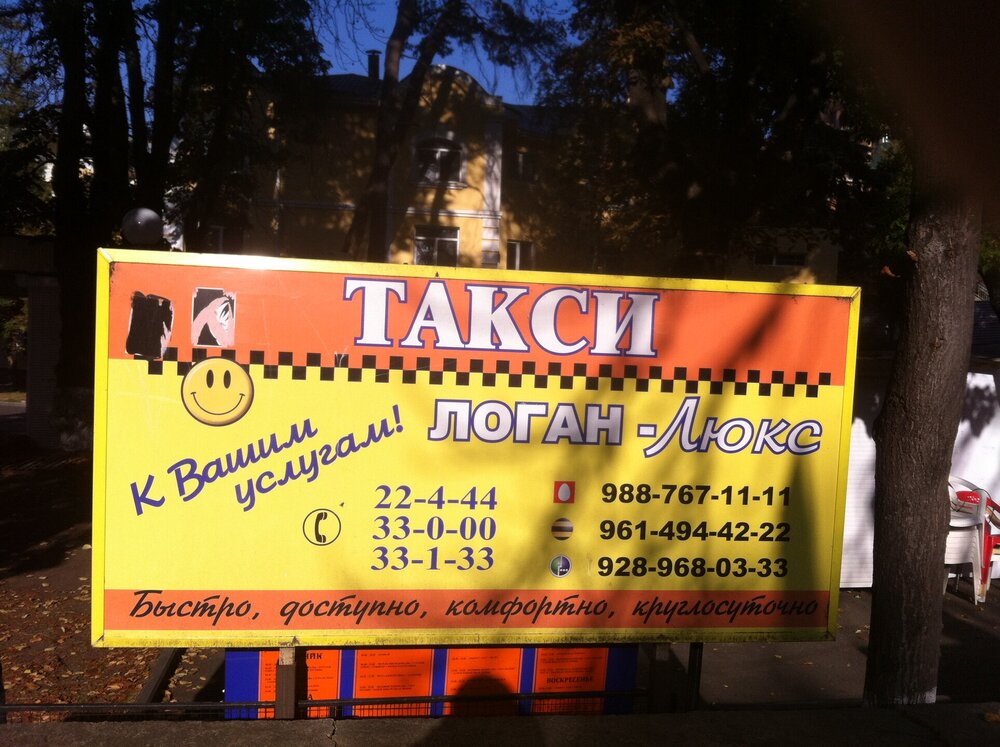 ТАКСИ
ЛОГАН-Люкс
К Вашим
услугам!
22-4-44
33-0-00
33-1-33
988-767-11-11
961-494-42-22
928-968-03-33
Быстро, доступно, комфортно, круглосуточно
ВОСКРЕСЕНЬЕ